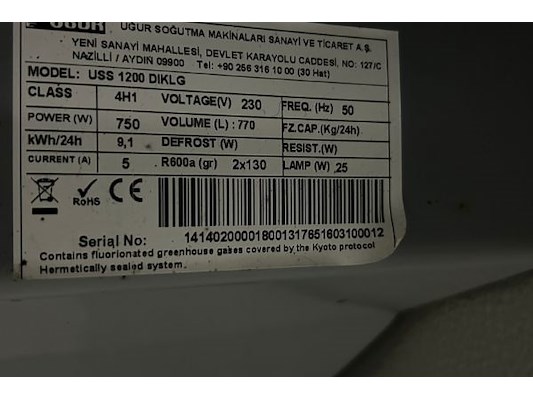 UĞUR UĞUR SOĞUTMA MAKİNALARI SANAYİ VE TİCARET A.Ş.
YENİ SANAYİ MAHALLESİ, DEVLET KARAYOLU CADDESİ, NO: 127/C
NAZİLLİ / AYDIN 09900 Tel: +90 256 316 10 00 (30 Hat)
MODEL: USS 1200 DIKLG
CLASS 4H1 VOLTAGE(V) 230 FREQ. (Hz) 50
POWER (W) 750 VOLUME (L) : 770 FZ.CAP.(Kg/24h)
kWh/24h 9,1 DEFROST (W) RESIST.(W)
CURRENT (A) 5 R600a (gr) 2x130 LAMP (W) 25
RoHS CE
Serial No: 141402000018001317651603100012
Contains fluorionated greenhouse gases covered by the Kyoto protocol
Hermetically sealed system.